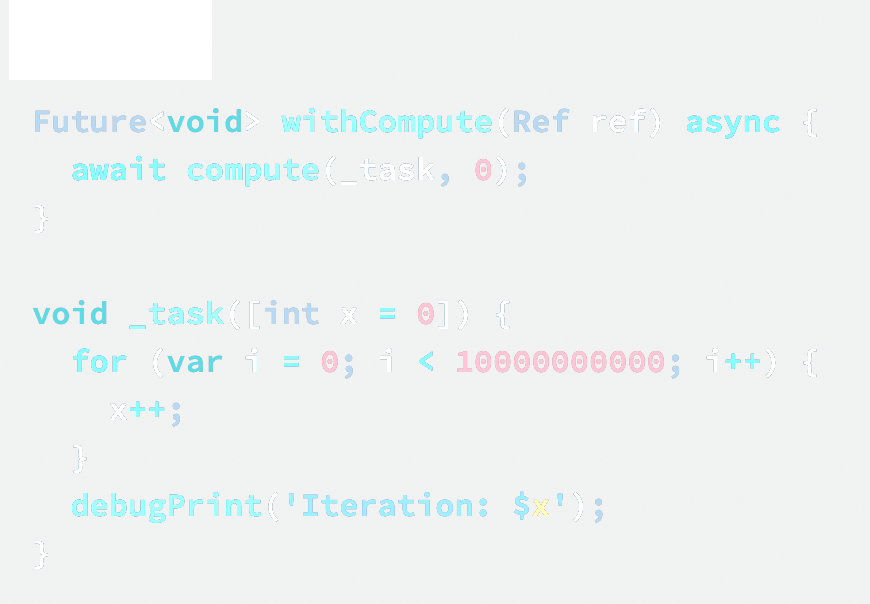 Future<void> withCompute(Ref ref) async {
  await compute(_task, 0);
}

void _task([int x = 0]) {
  for (var i = 0; i < 10000000000; i++) {
    x++;
  }
  debugPrint('Iteration: $x');
}